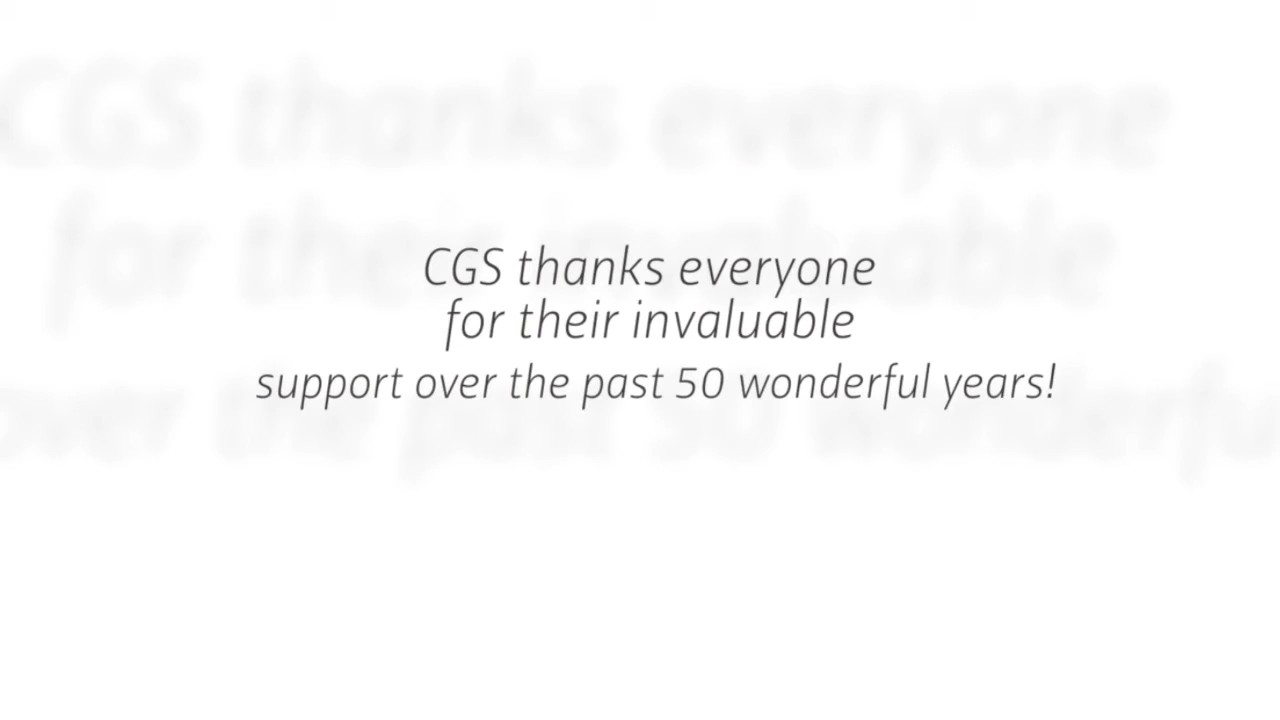 CGS thanks everyone
for their invaluable
support over the past 50 wonderful years!